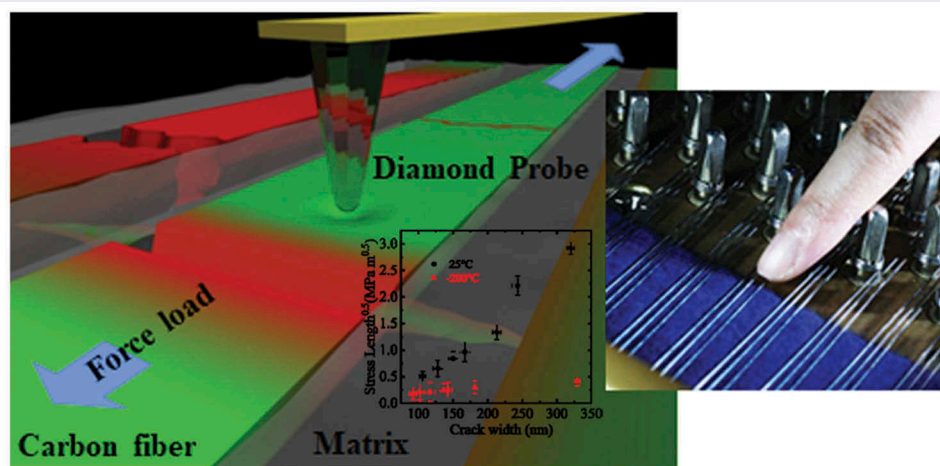 Diamond Probe
Force load
Carbon fiber
Matrix
25°C
-200°C
Stress Length^0.5(MPa m^0.5)
3.0
2.5
2.0
1.5
1.0
0.5
0.0
100
150
200
250
300
350
Crack width (nm)